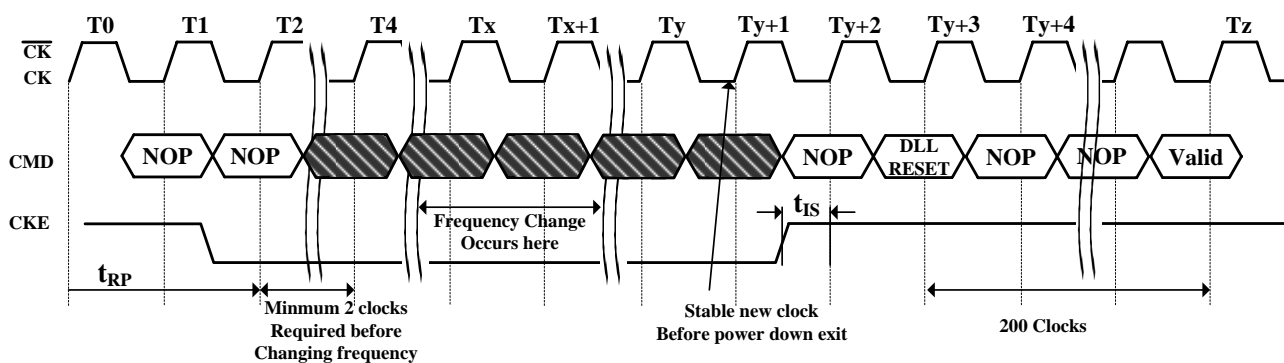 T0 T1 T2 T4 Tx Tx+1 Ty Ty+1 Ty+2 Ty+3 Ty+4 Tz
CK
CK
CMD NOP NOP NOP DLL RESET NOP NOP Valid
CKE
Frequency Change
Occurs here
tIS
tRP
Minmum 2 clocks
Required before
Changing frequency
Stable new clock
Before power down exit
200 Clocks